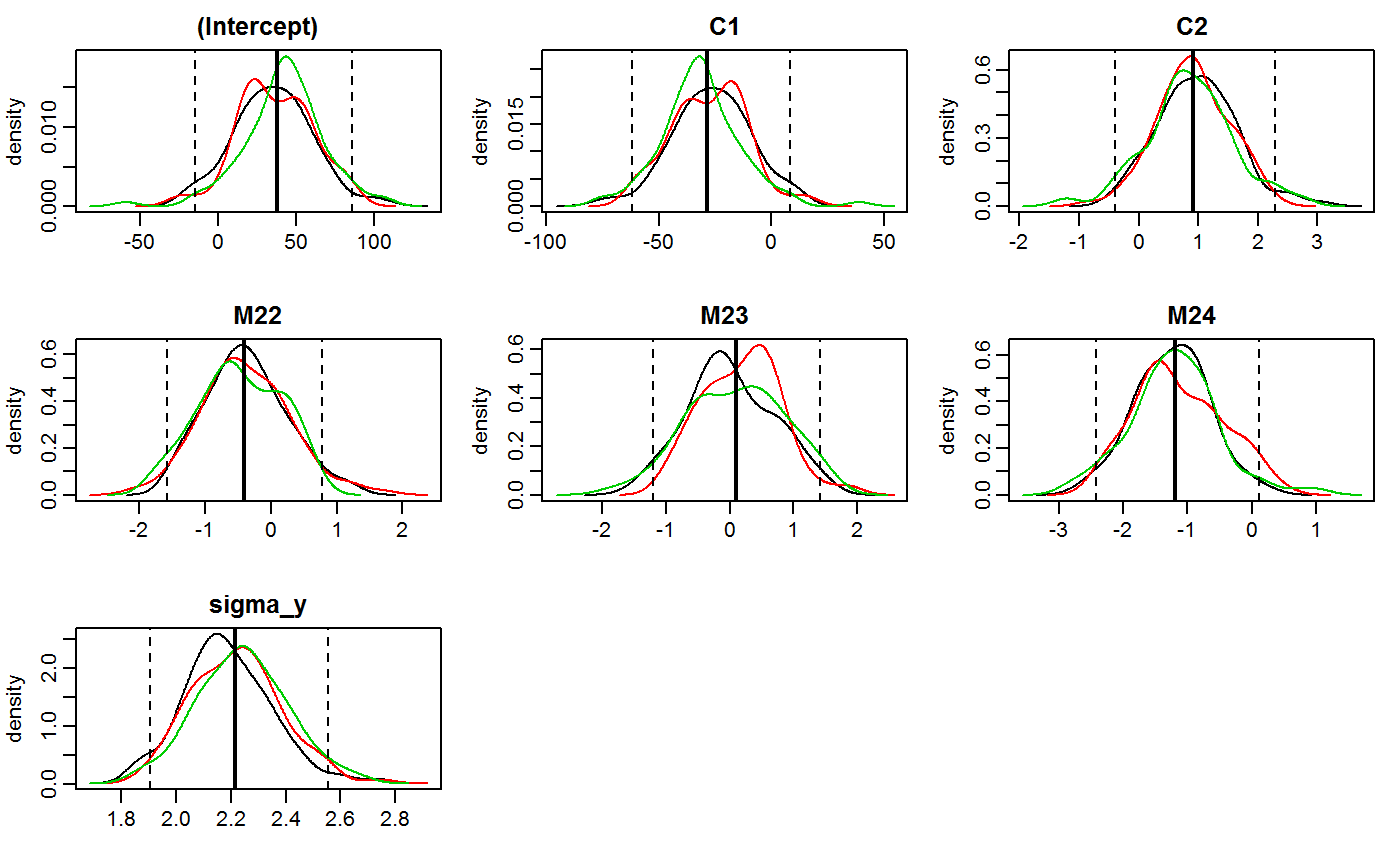 (Intercept) C1 C2
density 0.000 0.010 -50 0 50 100
density 0.000 0.015 -100 -50 0 50
density 0.0 0.3 0.6 -2 -1 0 1 2 3
M22 M23 M24
density 0.0 0.2 0.4 0.6 -2 -1 0 1 2
density 0.0 0.2 0.4 0.6 -2 -1 0 1 2
density 0.0 0.2 0.4 0.6 -3 -2 -1 0 1
sigma_y
density 0.0 1.0 2.0 1.8 2.0 2.2 2.4 2.6 2.8